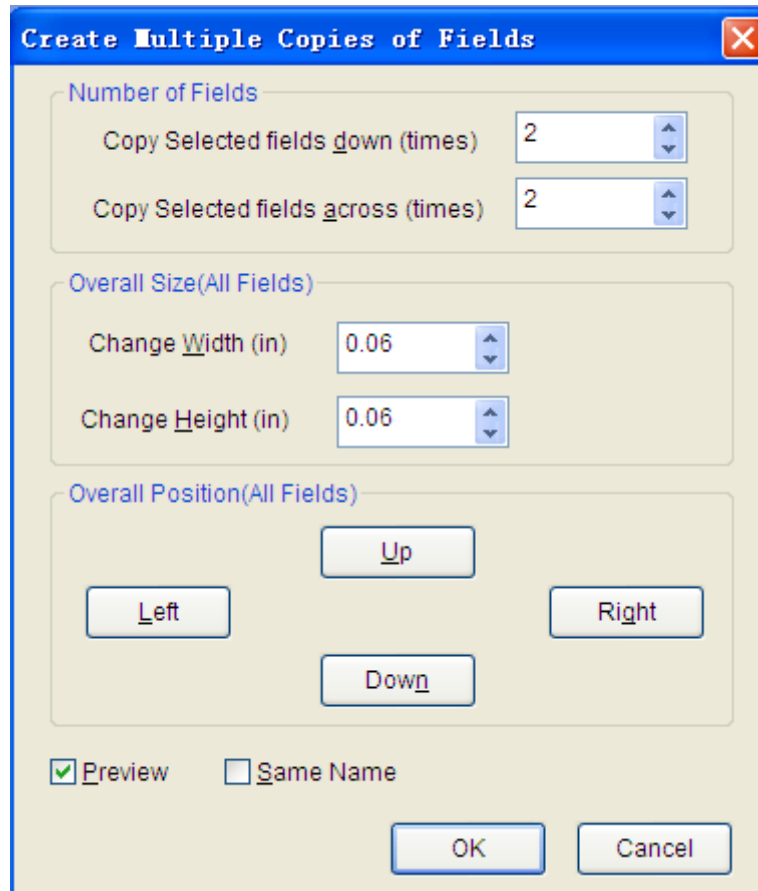 Create Multiple Copies of Fields
Number of Fields
Copy Selected fields down (times) 2
Copy Selected fields across (times) 2
Overall Size(All Fields)
Change Width (in) 0.06
Change Height (in) 0.06
Overall Position(All Fields)
Up
Left Right
Down
Preview Same Name
OK Cancel